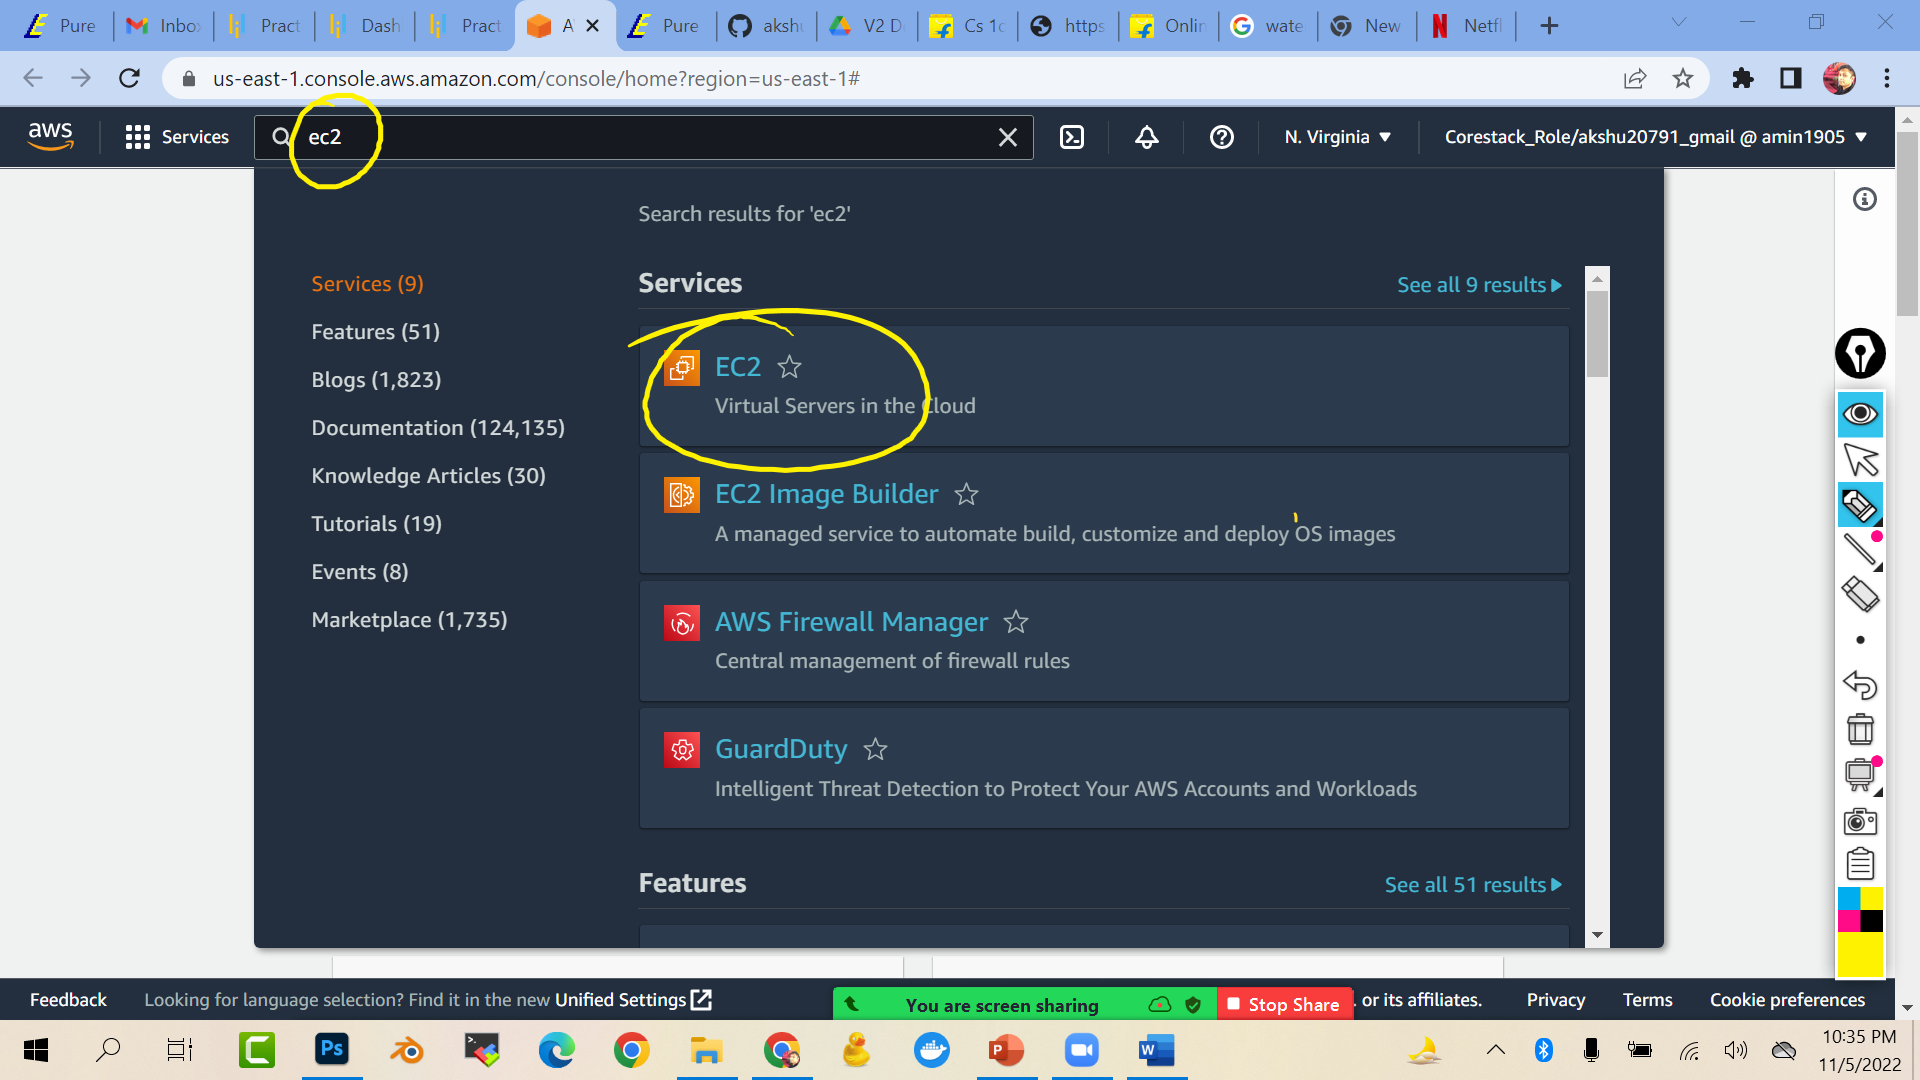 Pure
Inbo
Pract
Dash
Pract
A
Pure
akshu
V2 D
Cs 1c
https
Onlin
wate
New
Netfl
us-east-1.console.aws.amazon.com/console/home?region=us-east-1#
aws
Services
ec2
N. Virginia
Corestack_Role/akshu20791_gmail @ amin1905
Search results for 'ec2'
Services (9)
Features (51)
Blogs (1,823)
Documentation (124,135)
Knowledge Articles (30)
Tutorials (19)
Events (8)
Marketplace (1,735)
Services
See all 9 results
EC2
Virtual Servers in the Cloud
EC2 Image Builder
A managed service to automate build, customize and deploy OS images
AWS Firewall Manager
Central management of firewall rules
GuardDuty
Intelligent Threat Detection to Protect Your AWS Accounts and Workloads
Features
See all 51 results
Feedback
Looking for language selection? Find it in the new Unified Settings
You are screen sharing
Stop Share
. or its affiliates.
Privacy
Terms
Cookie preferences
Ps
P
W
10:35 PM
11/5/2022